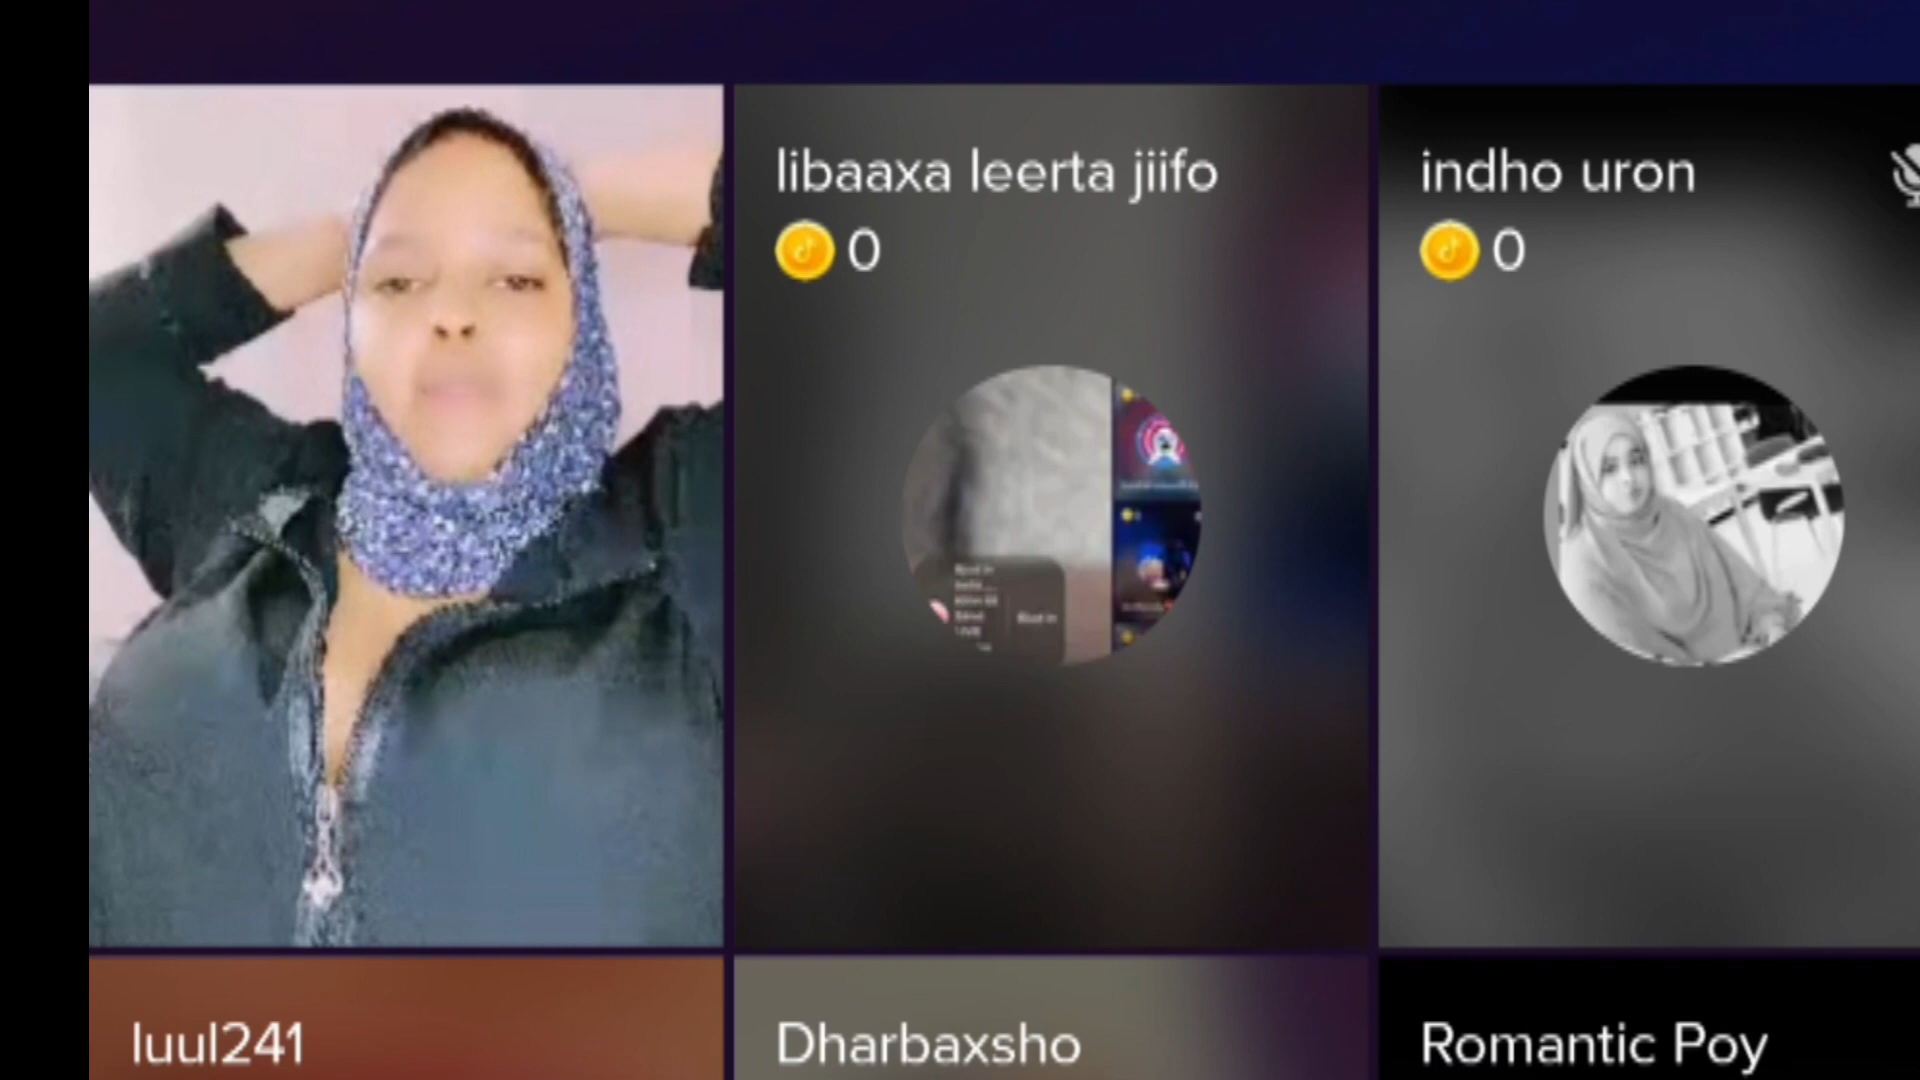 libaaxa leerta jiifo
0
indho uron
0
luul241
Dharbaxsho
Romantic Poy